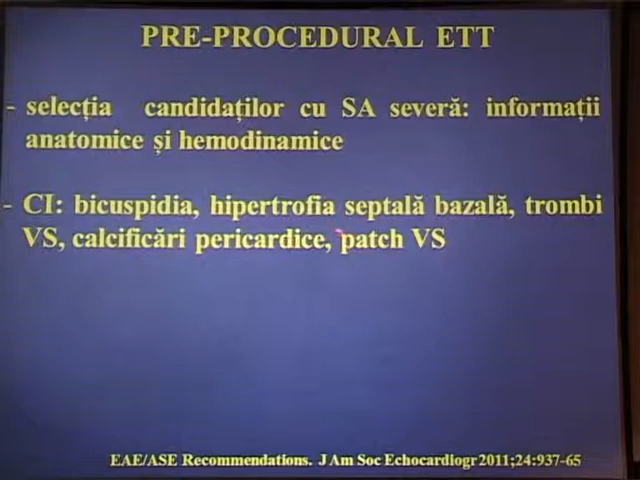 PRE-PROCEDURAL ETT
- selecția candidaților cu SA severă: informații
anatomice și hemodinamice
- CI: bicuspidia, hipertrofia septală bazală, trombi
VS, calcificări pericardice, patch VS
EAE/ASE Recommendations. J Am Soc Echocardiogr 2011;24:937-65